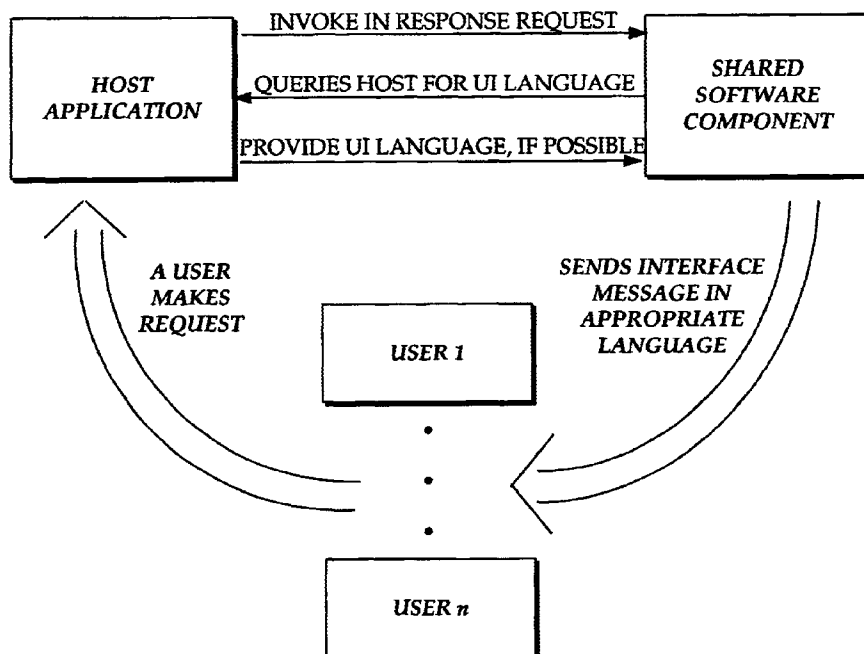 INVOKE IN RESPONSE REQUEST
HOST
APPLICATION
QUERIES HOST FOR UI LANGUAGE
SHARED
SOFTWARE
COMPONENT
PROVIDE UI LANGUAGE, IF POSSIBLE
A USER
MAKES
REQUEST
SENDS INTERFACE
MESSAGE IN
APPROPRIATE
LANGUAGE
USER 1
USER n